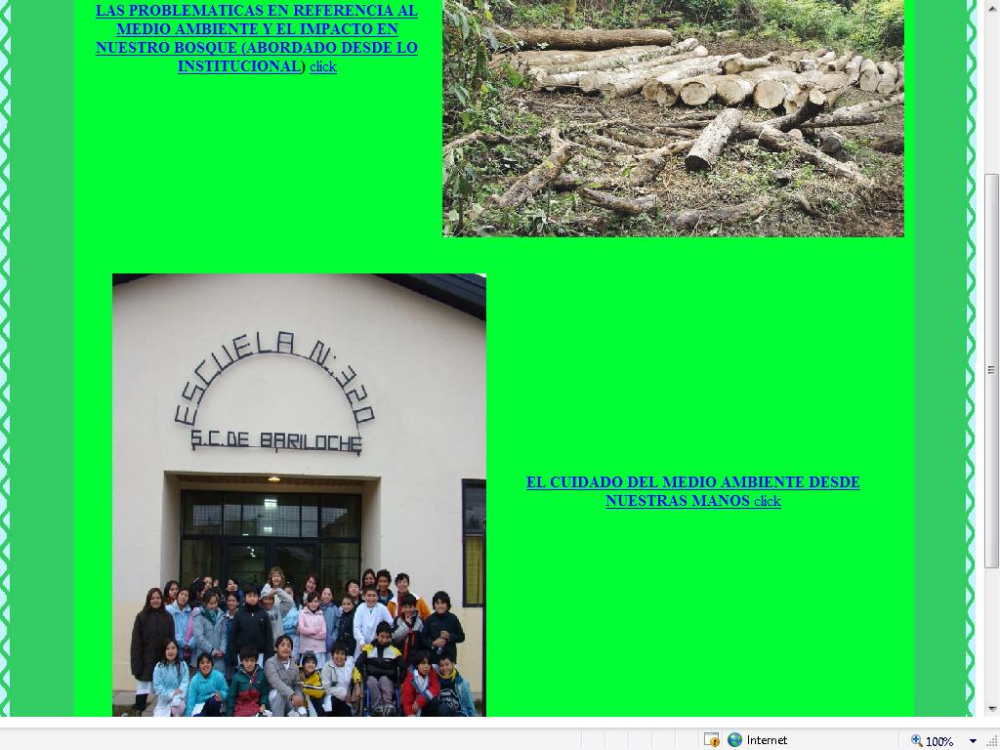 LAS PROBLEMATICAS EN REFERENCIA AL
MEDIO AMBIENTE Y EL IMPACTO EN
NUESTRO BOSQUE (ABORDADO DESDE LO
INSTITUCIONAL) click
ESCUELA N:320
S.C.DE BARILOCHE
EL CUIDADO DEL MEDIO AMBIENTE DESDE
NUESTRAS MANOS click
Internet
100%